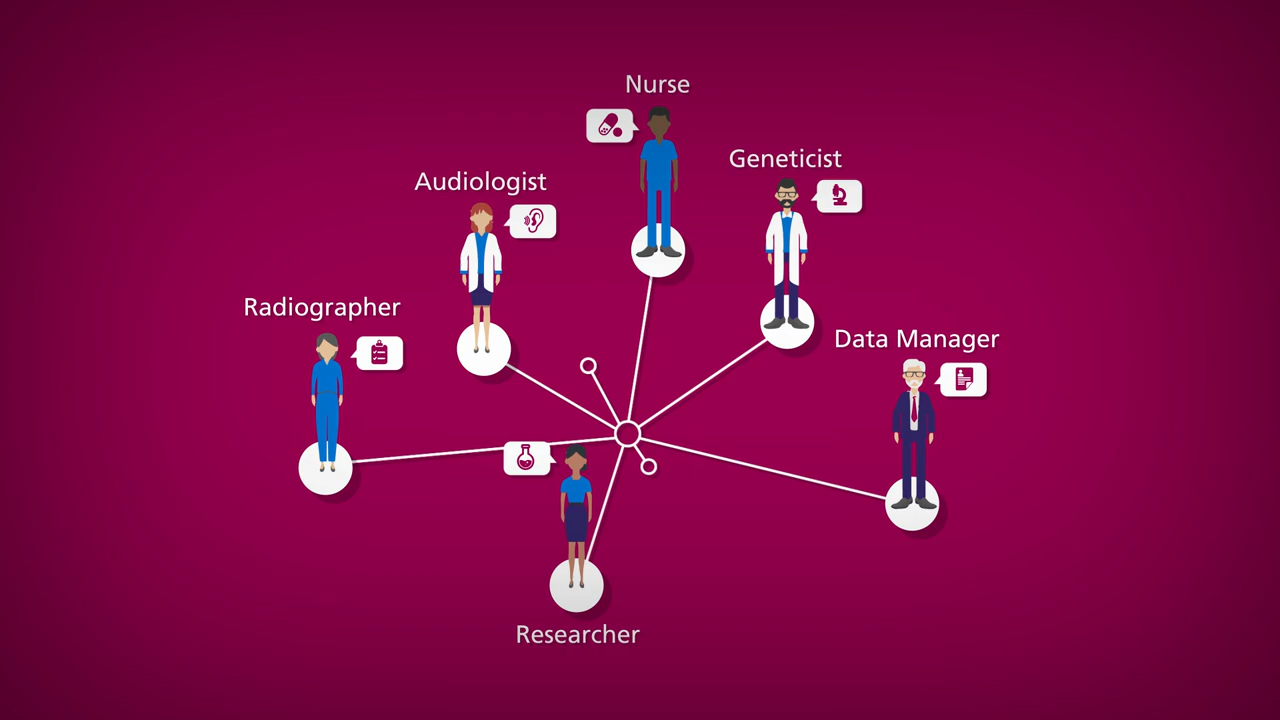 Nurse
Geneticist
Audiologist
Radiographer
Data Manager
Researcher